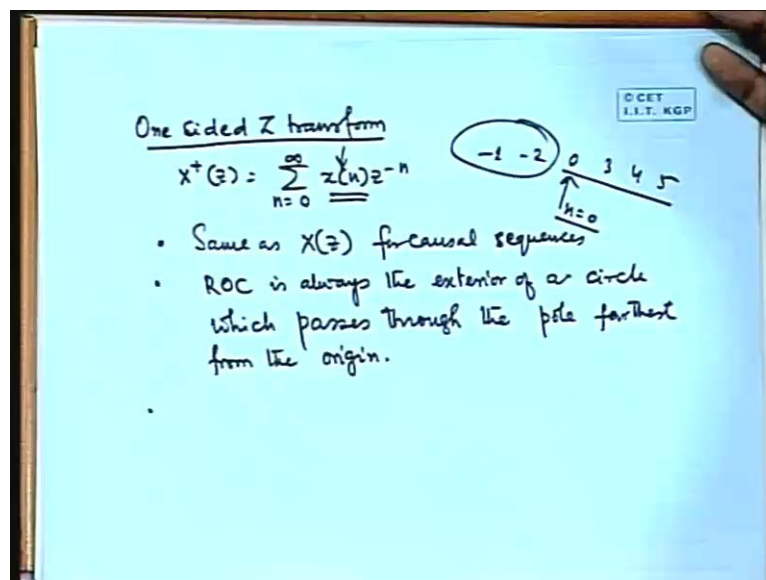 © CET
I.I.T. KGP
One sided Z transform
X⁺(z) = ∑ x(n) z⁻ⁿ
∞
n=0
-1 -2 0 3 4 5
n=0
• Same as X(z) for causal sequences
• ROC is always the exterior of a circle
which passes through the pole farthest
from the origin.
•